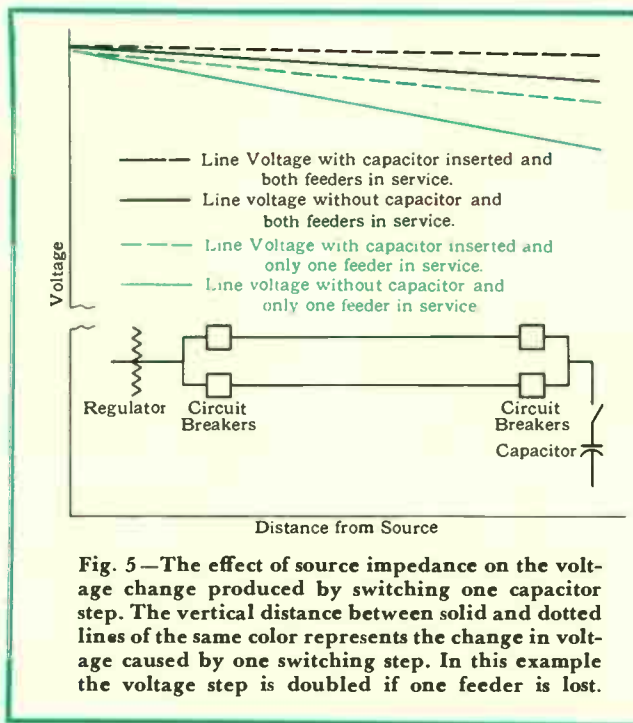 Line Voltage with capacitor inserted and
both feeders in service.
Line voltage without capacitor and
both feeders in service.
Line Voltage with capacitor inserted and
only one feeder in service.
Line voltage without capacitor and
only one feeder in service
Voltage
Regulator
Circuit
Breakers
Circuit
Breakers
Capacitor
Distance from Source
Fig. 5—The effect of source impedance on the volt-
age change produced by switching one capacitor
step. The vertical distance between solid and dotted
lines of the same color represents the change in volt-
age caused by one switching step. In this example
the voltage step is doubled if one feeder is lost.